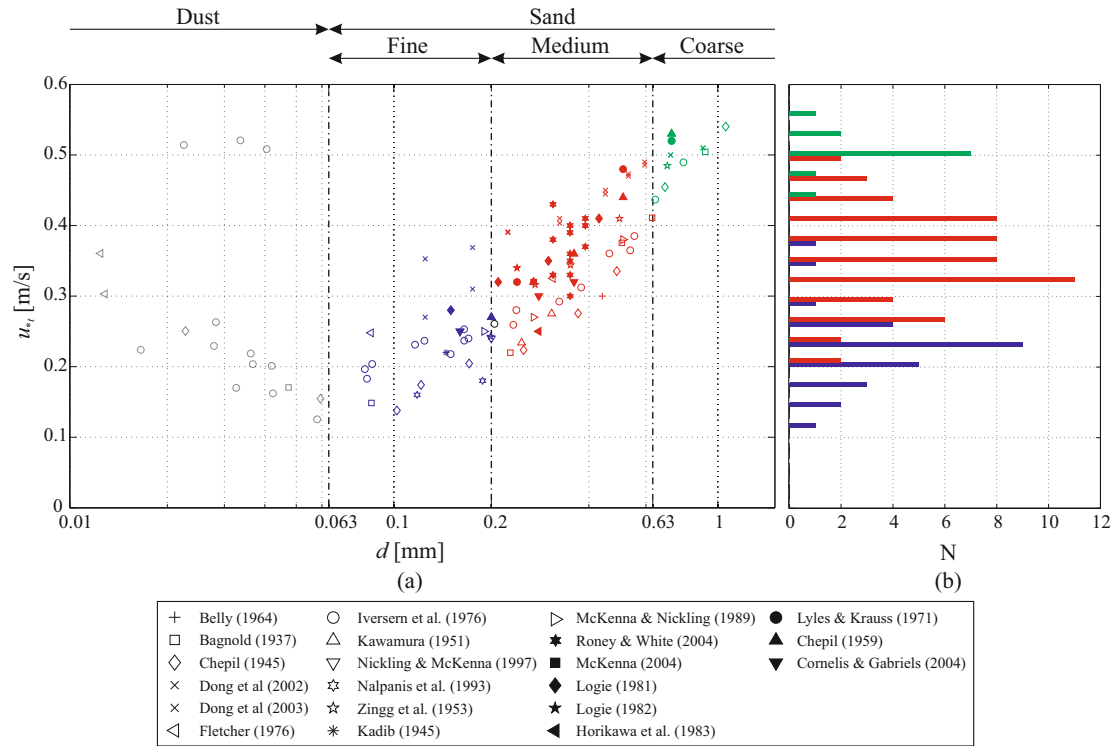 Dust Sand
Fine Medium Coarse
0.6
0.5
0.4
0.3
0.2
0.1
0
u*t [m/s]
0.01 0.063 0.1 0.2 0.63 1
d [mm]
(a)
0 2 4 6 8 10 12
N
(b)
Belly (1964)
Bagnold (1937)
Chepil (1945)
Dong et al (2002)
Dong et al (2003)
Fletcher (1976)
Iversern et al. (1976)
Kawamura (1951)
Nickling & McKenna (1997)
Nalpanis et al. (1993)
Zingg et al. (1953)
Kadib (1945)
McKenna & Nickling (1989)
Roney & White (2004)
McKenna (2004)
Logie (1981)
Logie (1982)
Horikawa et al. (1983)
Lyles & Krauss (1971)
Chepil (1959)
Cornelis & Gabriels (2004)